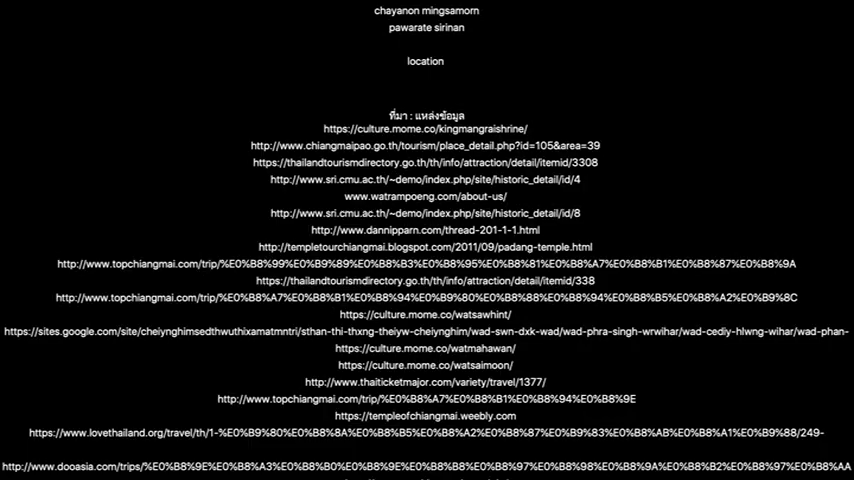 chayanon mingsamorn
pawarate sirinan
location
ที่มา : แหล่งข้อมูล
https://culture.mome.co/kingmangraishrine/
http://www.chiangmaipao.go.th/tourism/place_detail.php?id=105&area=39
https://thailandtourismdirectory.go.th/th/info/attraction/detail/itemid/3308
http://www.sri.cmu.ac.th/~demo/index.php/site/historic_detail/id/4
www.watrampoeng.com/about-us/
http://www.sri.cmu.ac.th/~demo/index.php/site/historic_detail/id/8
http://www.dannipparn.com/thread-201-1-1.html
http://templetourchiangmai.blogspot.com/2011/09/padang-temple.html
http://www.topchiangmai.com/trip/%E0%B8%99%E0%B9%89%E0%B8%B3%E0%B8%95%E0%B8%81%E0%B8%A7%E0%B8%B1%E0%B8%87%E0%B8%9A
https://thailandtourismdirectory.go.th/th/info/attraction/detail/itemid/338
http://www.topchiangmai.com/trip/%E0%B8%A7%E0%B8%B1%E0%B8%94%E0%B9%80%E0%B8%88%E0%B8%94%E0%B8%B5%E0%B8%A2%E0%B9%8C
https://culture.mome.co/watsawhint/
https://sites.google.com/site/cheiynghimsedthwuthixamatmntri/sthan-thi-thxng-theiyw-cheiynghim/wad-swn-dxk-wad/wad-phra-singh-wrwihar/wad-cediy-hlwng-wihar/wad-phan-
https://culture.mome.co/watmahawan/
https://culture.mome.co/watsaimoon/
http://www.thaiticketmajor.com/variety/travel/1377/
http://www.topchiangmai.com/trip/%E0%B8%A7%E0%B8%B1%E0%B8%94%E0%B8%9E
https://templeofchiangmai.weebly.com
https://www.lovethailand.org/travel/th/1-%E0%B9%80%E0%B8%8A%E0%B8%B5%E0%B8%A2%E0%B8%87%E0%B9%83%E0%B8%AB%E0%B8%A1%E0%B9%88/249-
http://www.dooasia.com/trips/%E0%B8%9E%E0%B8%A3%E0%B8%B0%E0%B8%9E%E0%B8%B8%E0%B8%97%E0%B8%98%E0%B8%9A%E0%B8%B2%E0%B8%97%E0%B8%AA